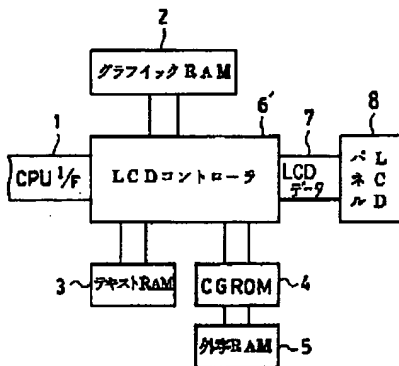 2
グラフイックRAM
1
6'
7
8
CPU I/F
LCDコントローラ
LCD
データ
LCD
パネル
3
テキストRAM
CGROM
4
外字RAM
5